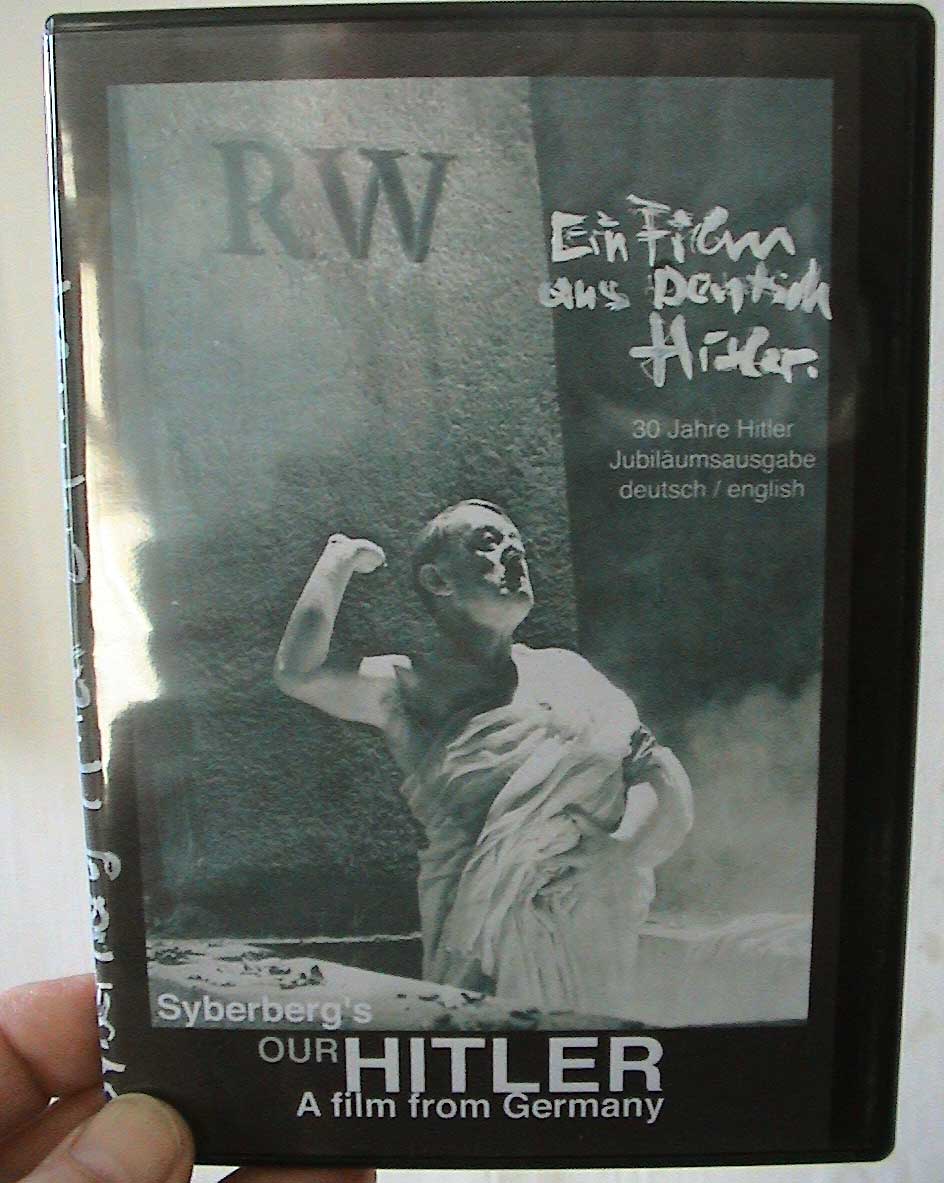 RW
Ein Film
aus Deutsch
Hitler.
30 Jahre Hitler
Jubiläumsausgabe
deutsch / english
Syberberg's
OUR HITLER
A film from Germany